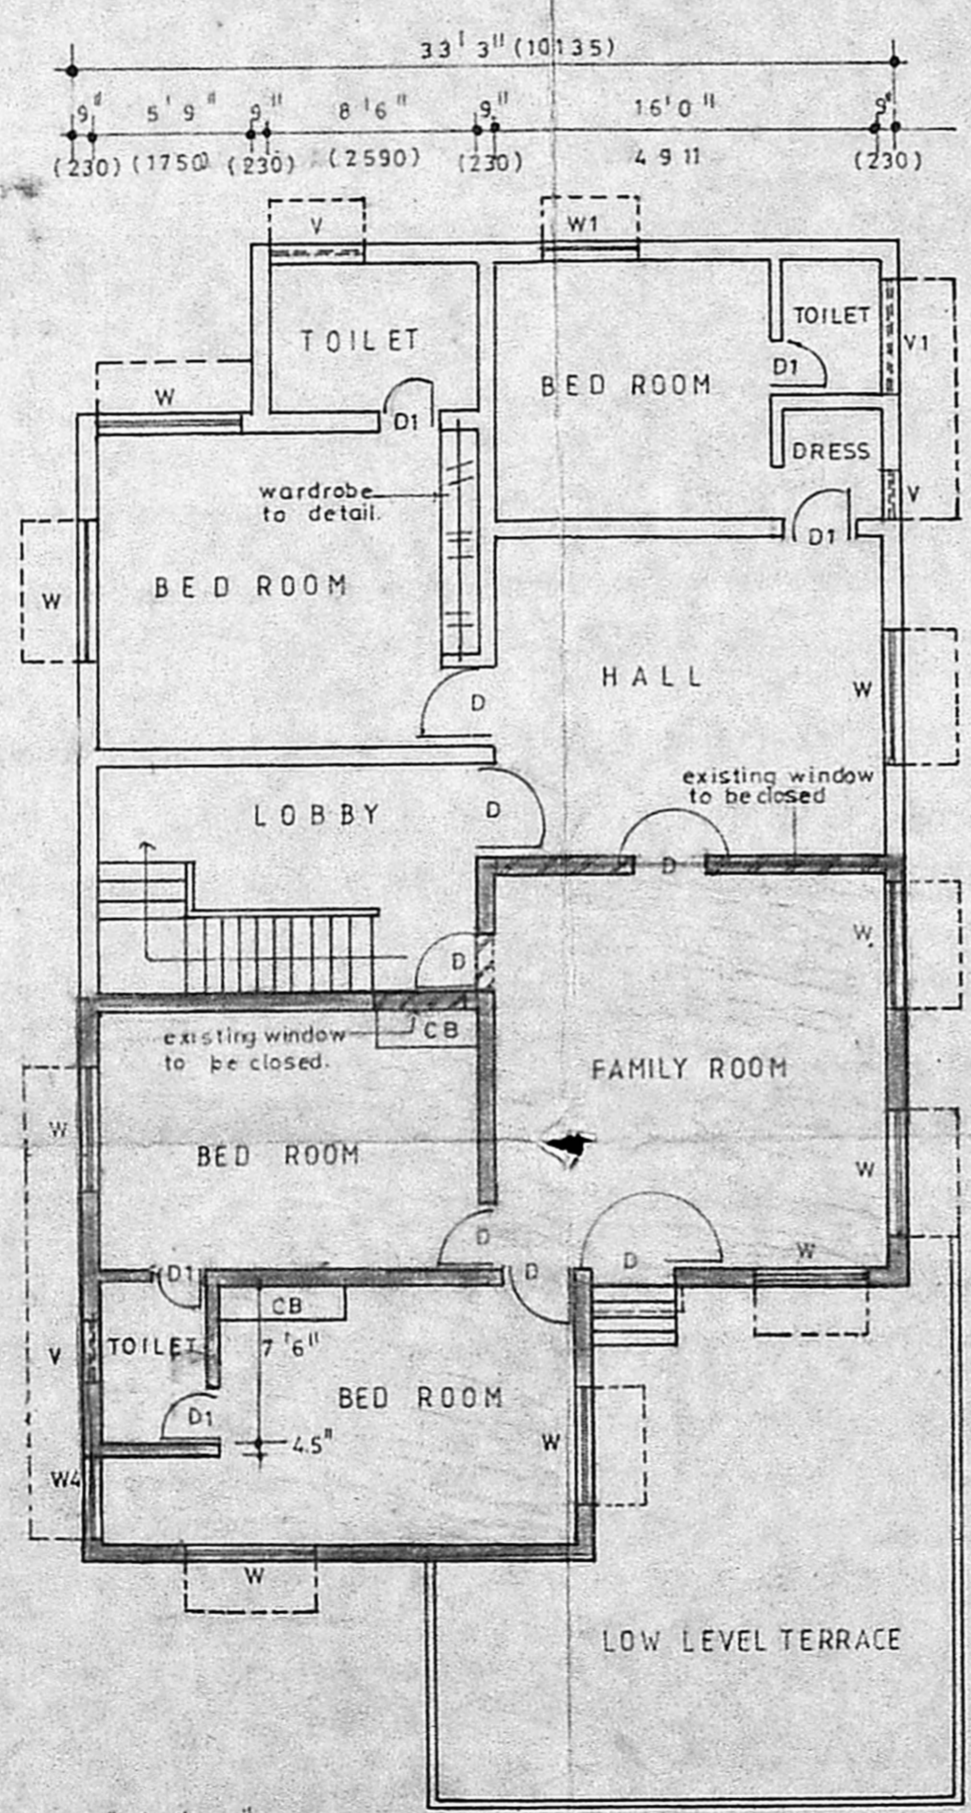 33' 3" (10135)
9" 5' 9" 9" 8' 6" 9" 16' 0" 9"
(230) (1750) (230) (2590) (230) 4911 (230)
V
W1
TOILET
TOILET
V1
D1
BED ROOM
W
D1
DRESS
wardrobe
to detail.
V
D1
BED ROOM
W
HALL
W
D
existing window
to be closed
LOBBY
D
D
W
D
existing window
to be closed.
CB
FAMILY ROOM
W
BED ROOM
W
D
D1
D
D
W
CB
V
TOILET
7' 6"
BED ROOM
D1
4.5"
W
W4
W
LOW LEVEL TERRACE